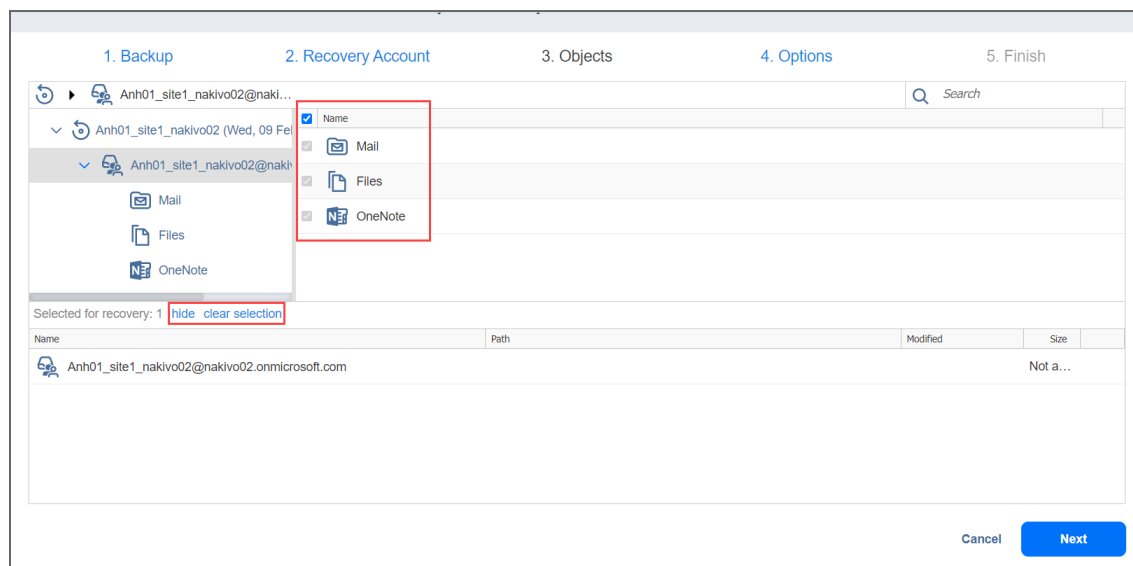 1. Backup 2. Recovery Account 3. Objects 4. Options 5. Finish
Anh01_site1_nakivo02@naki...
Search
Anh01_site1_nakivo02 (Wed, 09 Fe
Anh01_site1_nakivo02@naki
Mail
Files
OneNote
Name
Mail
Files
OneNote
Selected for recovery: 1 hide clear selection
Name Path Modified Size
Anh01_site1_nakivo02@nakivo02.onmicrosoft.com Not a...
Cancel Next